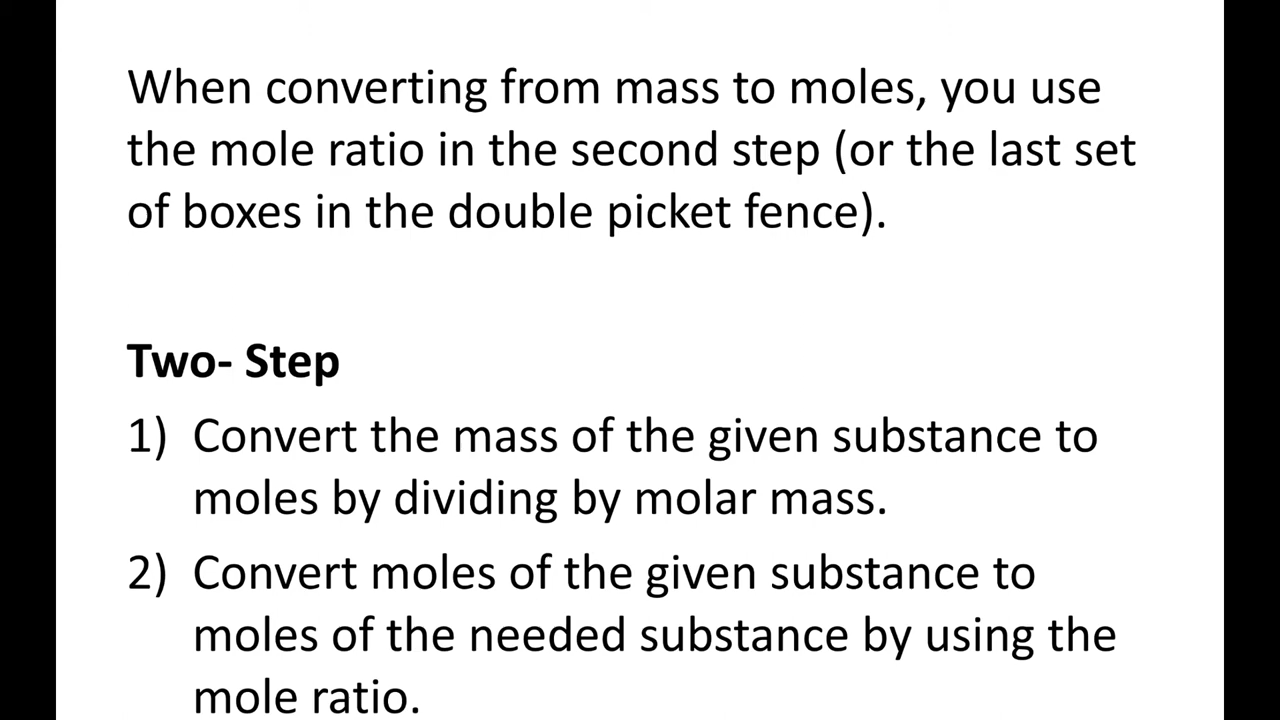 When converting from mass to moles, you use
the mole ratio in the second step (or the last set
of boxes in the double picket fence).
Two- Step
1) Convert the mass of the given substance to
moles by dividing by molar mass.
2) Convert moles of the given substance to
moles of the needed substance by using the
mole ratio.